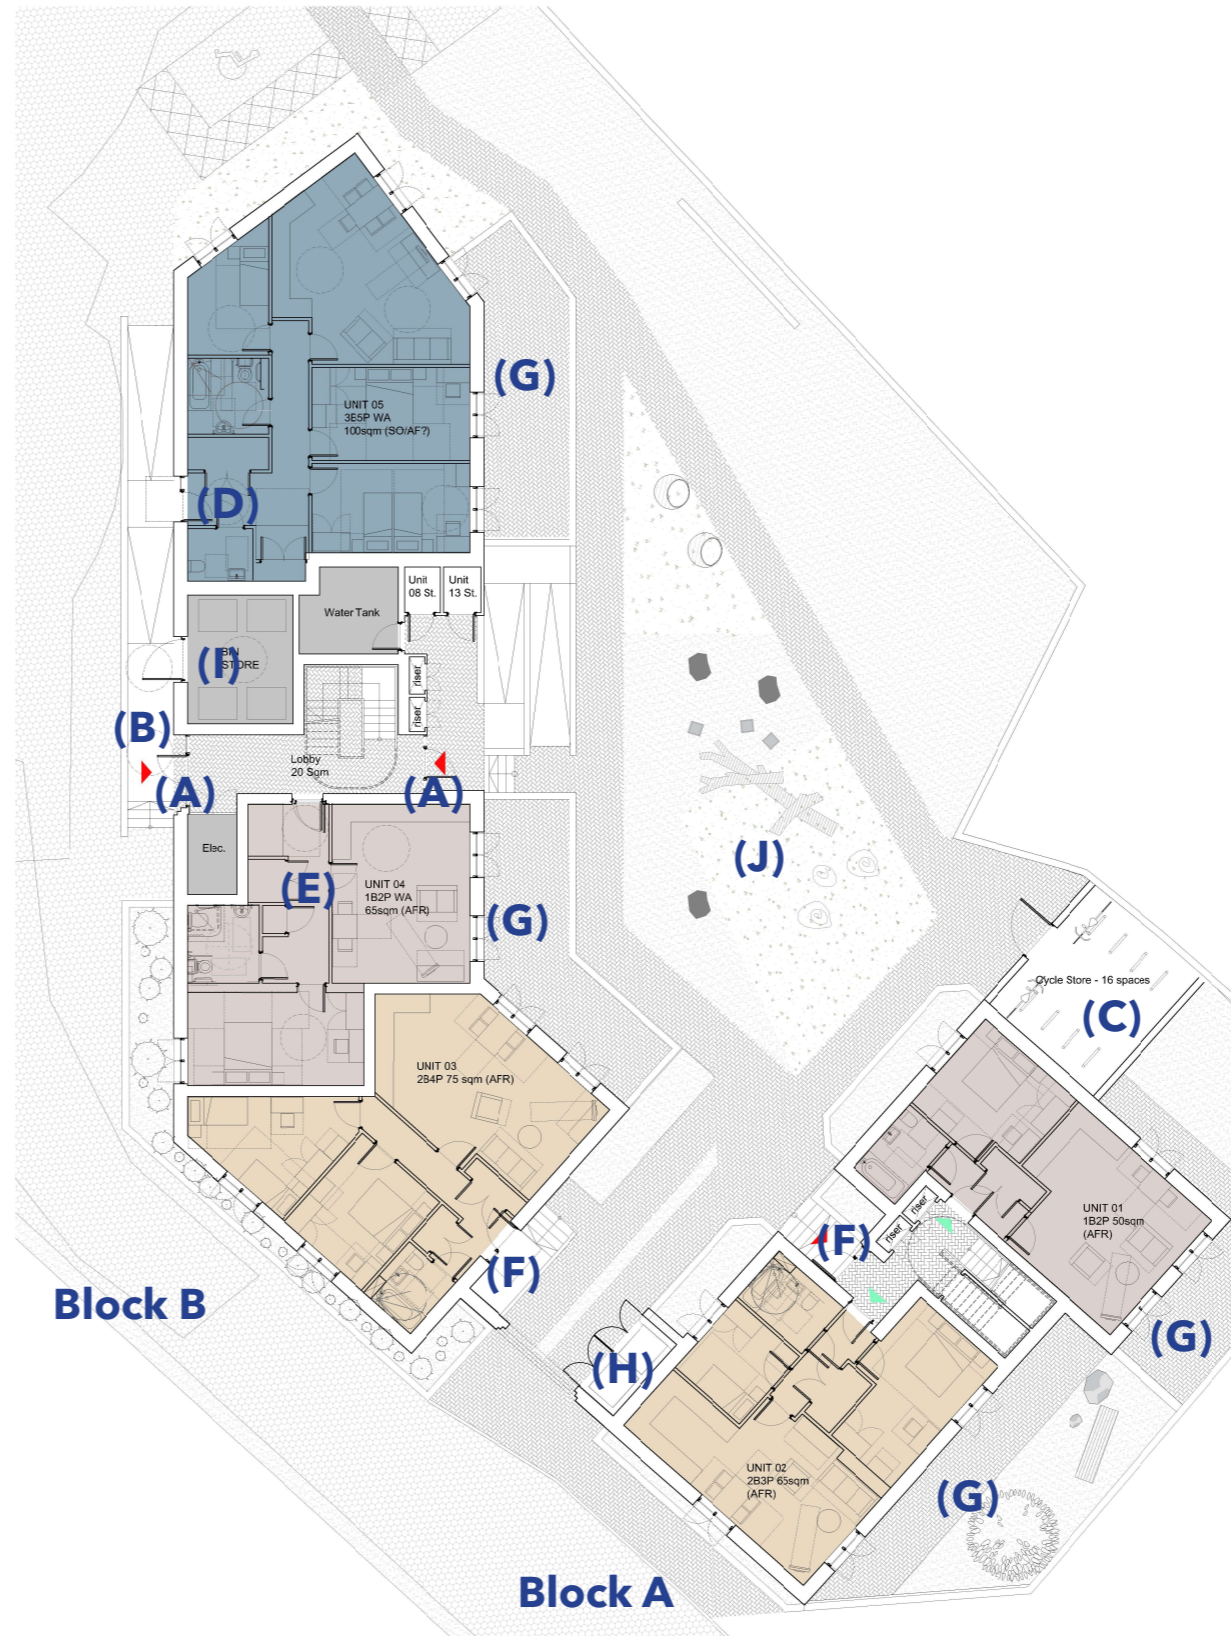 (G)
UNIT 05
3B5P WA
100sqm (SO/AF?)
(D)
Unit
08 St.
Unit
13 St.
Water Tank
BIN
STORE
(I)
riser
riser
(B)
Lobby
20 Sqm
(A)
(A)
Elec.
(E)
UNIT 04
1B2P WA
65sqm (AFR)
(G)
(J)
Cycle Store - 16 spaces
(C)
UNIT 03
2B4P 75 sqm (AFR)
UNIT 01
1B2P 50sqm
(AFR)
riser
riser
(F)
(F)
Block B
(G)
(H)
UNIT 02
2B3P 65sqm
(AFR)
(G)
Block A